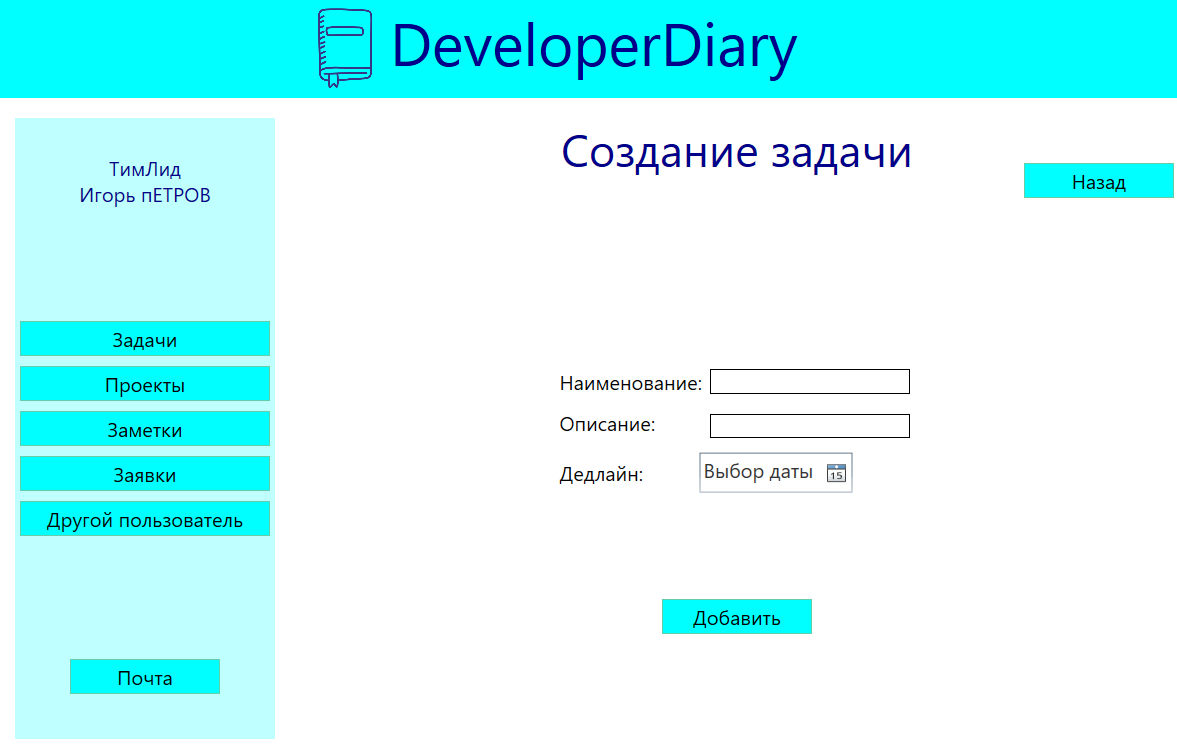 DeveloperDiary
ТимЛид
Игорь пЕТРОВ
Задачи
Проекты
Заметки
Заявки
Другой пользователь
Почта
Создание задачи
Назад
Наименование:
Описание:
Дедлайн:
Выбор даты
15
Добавить